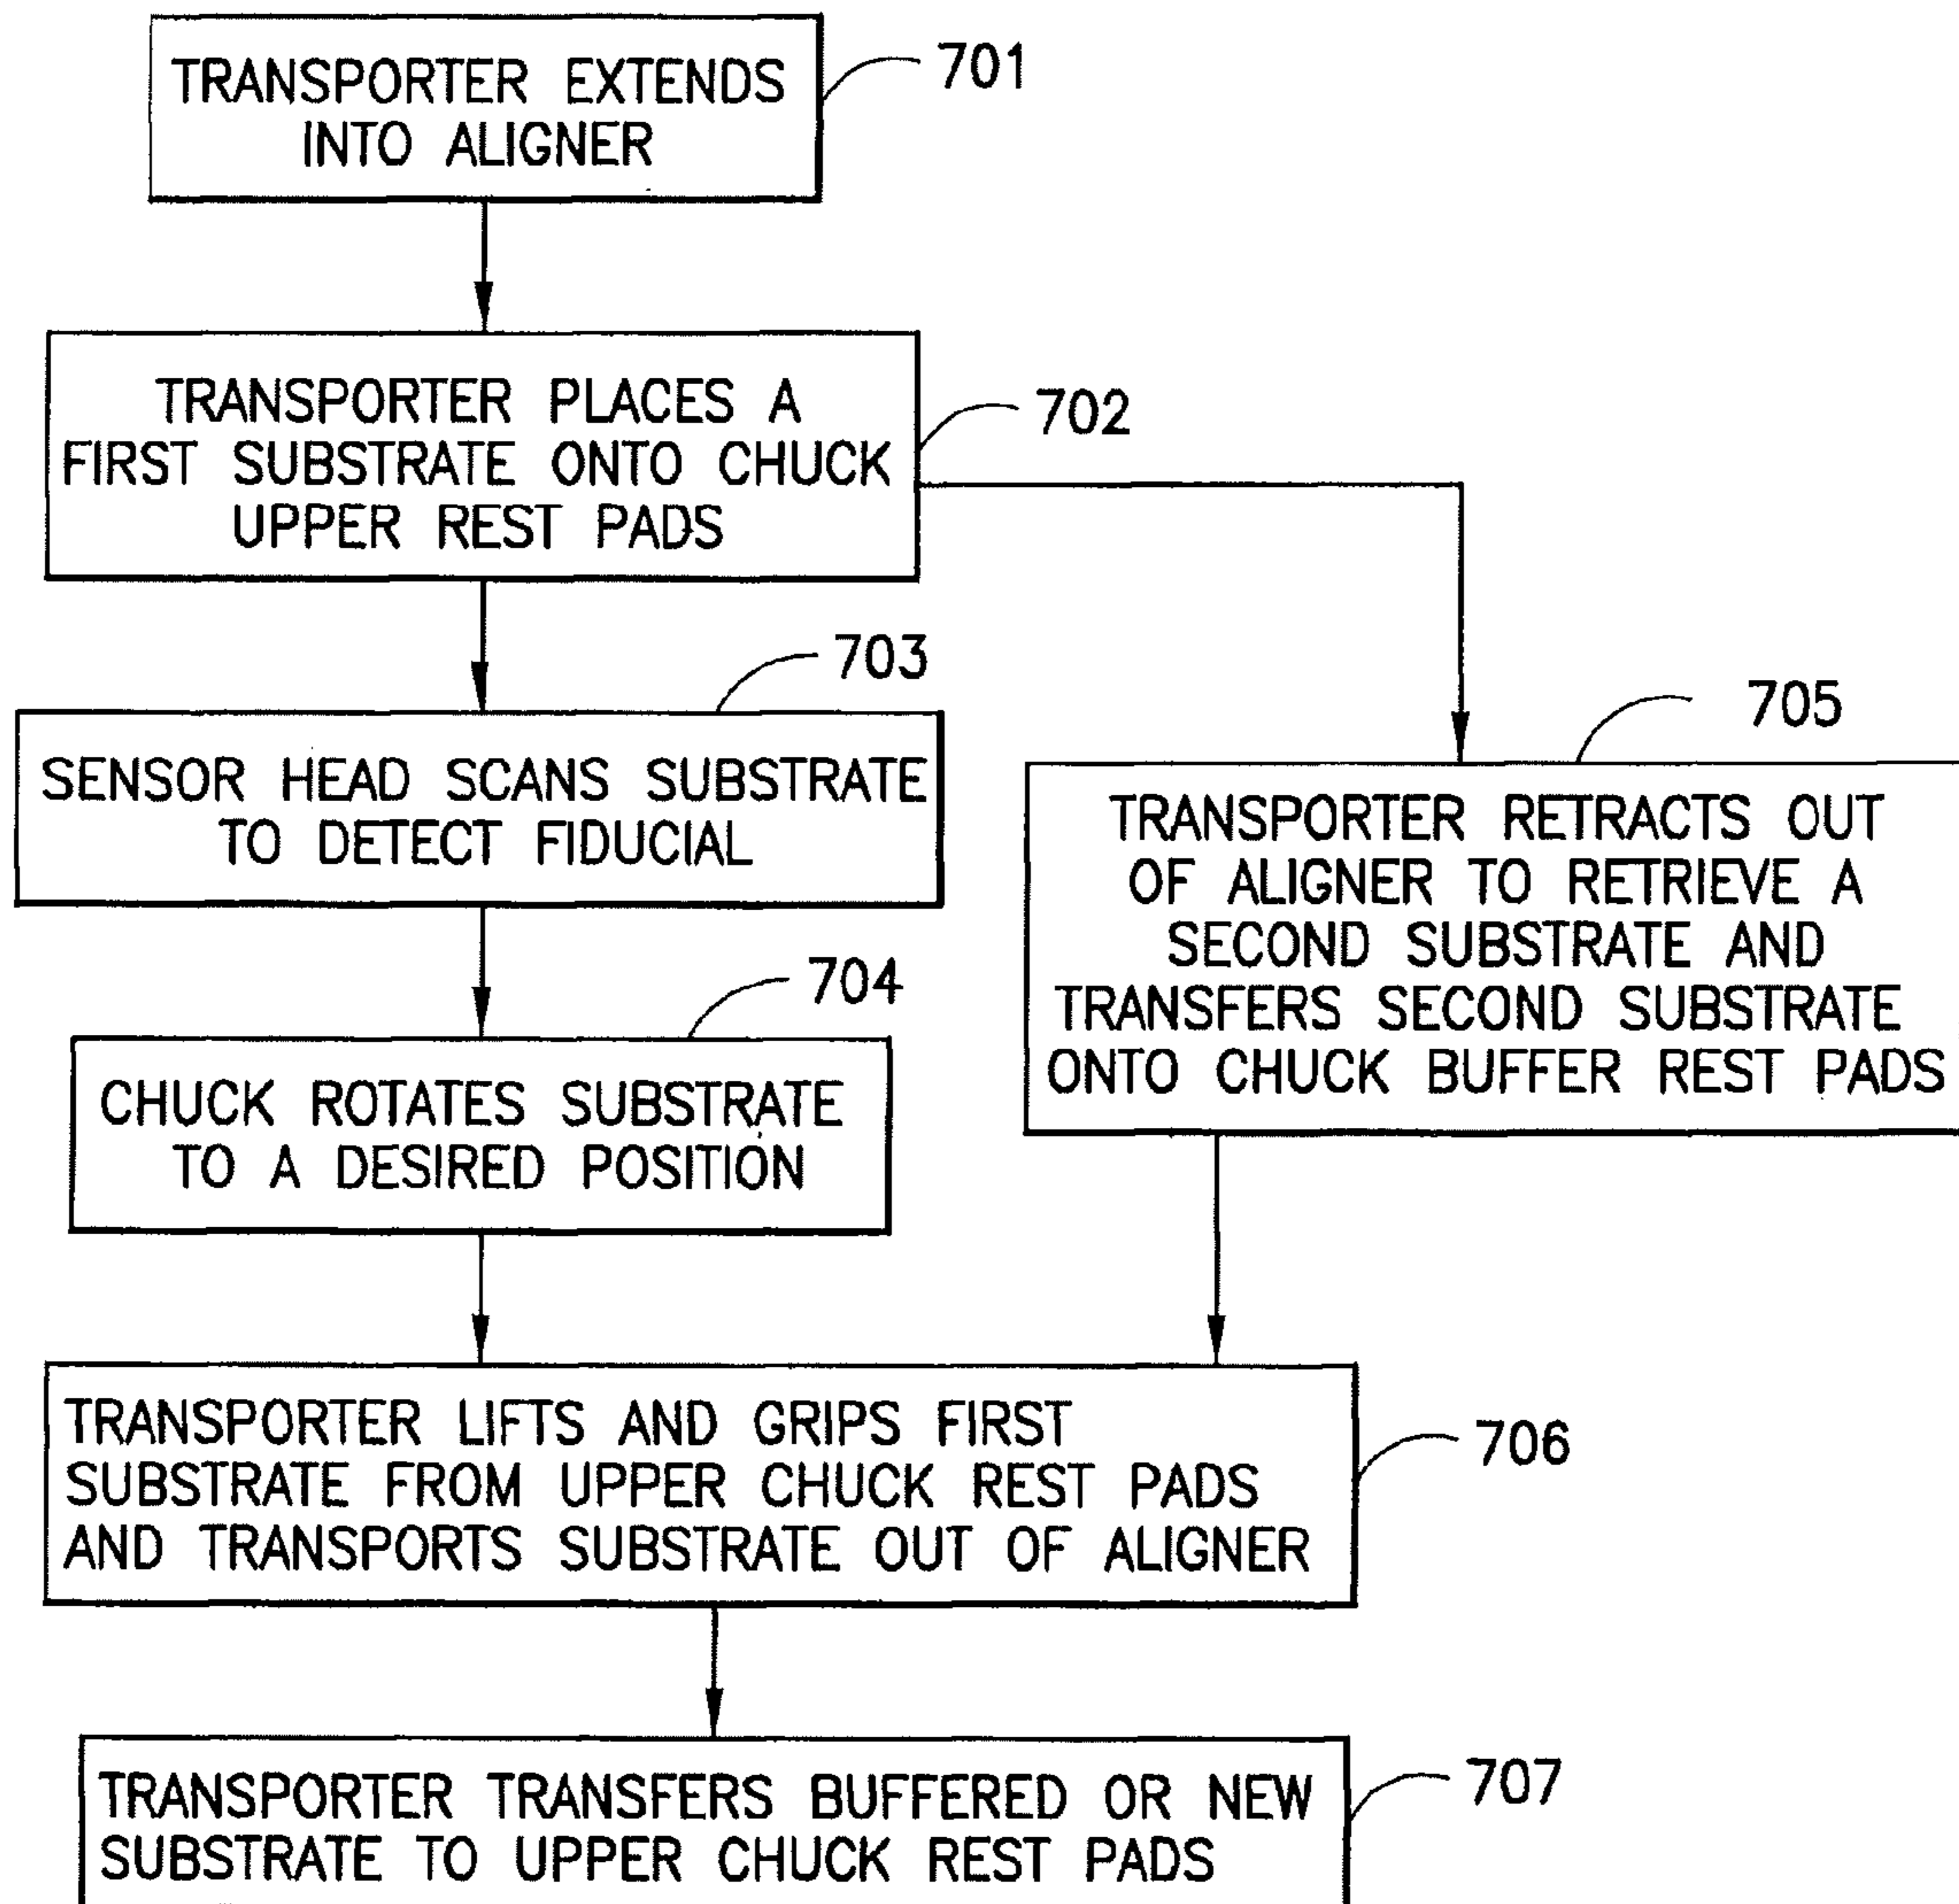 TRANSPORTER EXTENDS
INTO ALIGNER
701
TRANSPORTER PLACES A
FIRST SUBSTRATE ONTO CHUCK
UPPER REST PADS
702
703
SENSOR HEAD SCANS SUBSTRATE
TO DETECT FIDUCIAL
704
CHUCK ROTATES SUBSTRATE
TO A DESIRED POSITION
705
TRANSPORTER RETRACTS OUT
OF ALIGNER TO RETRIEVE A
SECOND SUBSTRATE AND
TRANSFERS SECOND SUBSTRATE
ONTO CHUCK BUFFER REST PADS
TRANSPORTER LIFTS AND GRIPS FIRST
SUBSTRATE FROM UPPER CHUCK REST PADS
AND TRANSPORTS SUBSTRATE OUT OF ALIGNER
706
TRANSPORTER TRANSFERS BUFFERED OR NEW
SUBSTRATE TO UPPER CHUCK REST PADS
707